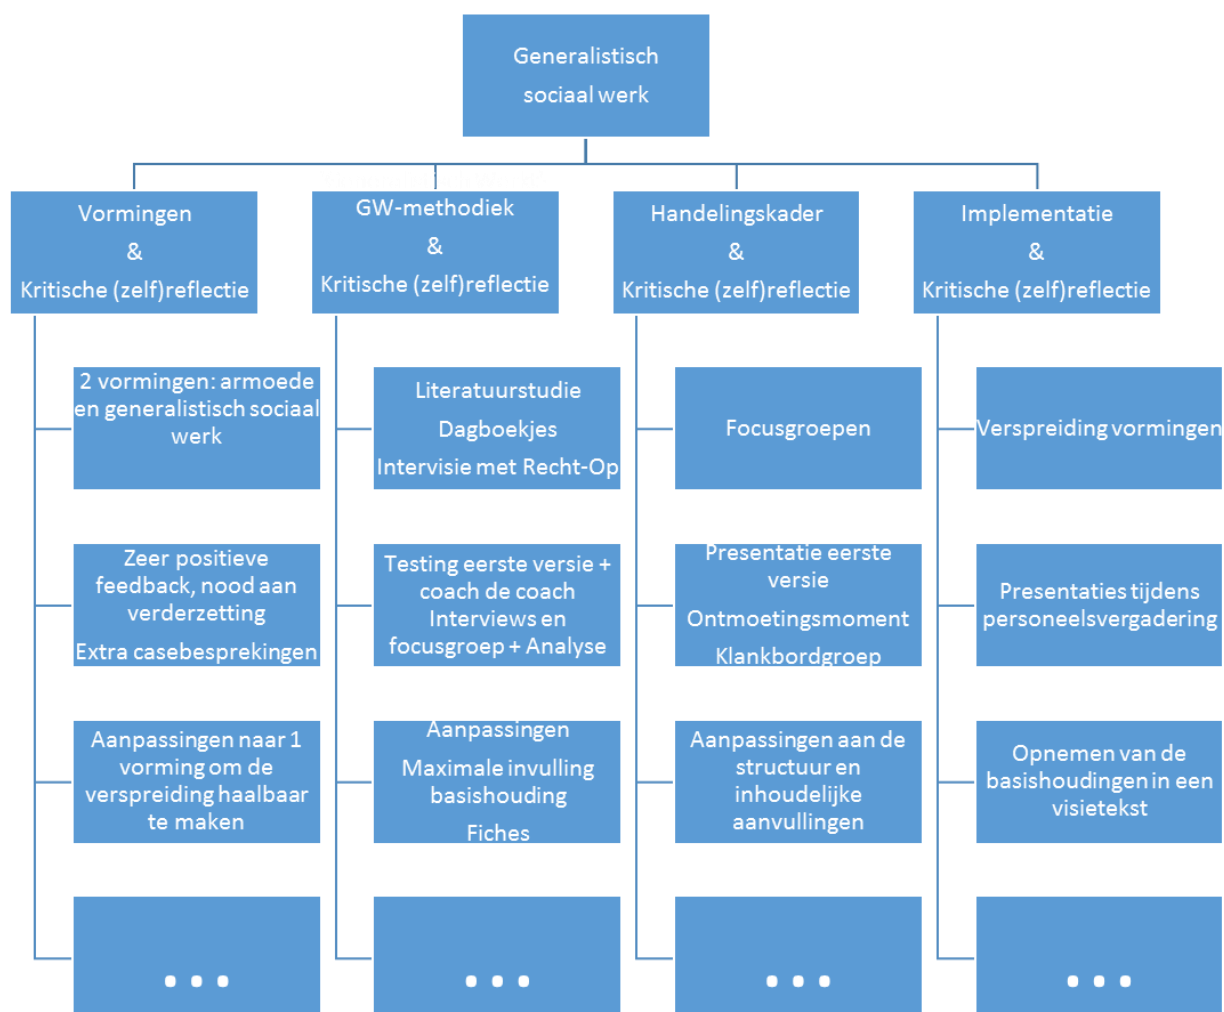 Generalistisch
sociaal werk
Vormingen
&
Kritische (zelf)reflectie
GW-methodiek
&
Kritische (zelf)reflectie
Handelingskader
&
Kritische (zelf)reflectie
Implementatie
&
Kritische (zelf)reflectie
2 vormingen: armoede
en generalistisch sociaal
werk
Literatuurstudie
Dagboekjes
Intervisie met Recht-Op
Focusgroepen
Verspreiding vormingen
Zeer positieve
feedback, nood aan
verderzetting
Extra casebesprekingen
Testing eerste versie +
coach de coach
Interviews en
focusgroep + Analyse
Presentatie eerste
versie
Ontmoetingsmoment
Klankbordgroep
Presentaties tijdens
personeelsvergadering
Aanpassingen naar 1
vorming om de
verspreiding haalbaar
te maken
Aanpassingen
Maximale invulling
basishouding
Fiches
Aanpassingen aan de
structuur en
inhoudelijke
aanvullingen
Opnemen van de
basishoudingen in een
visietekst
...
...
...
...